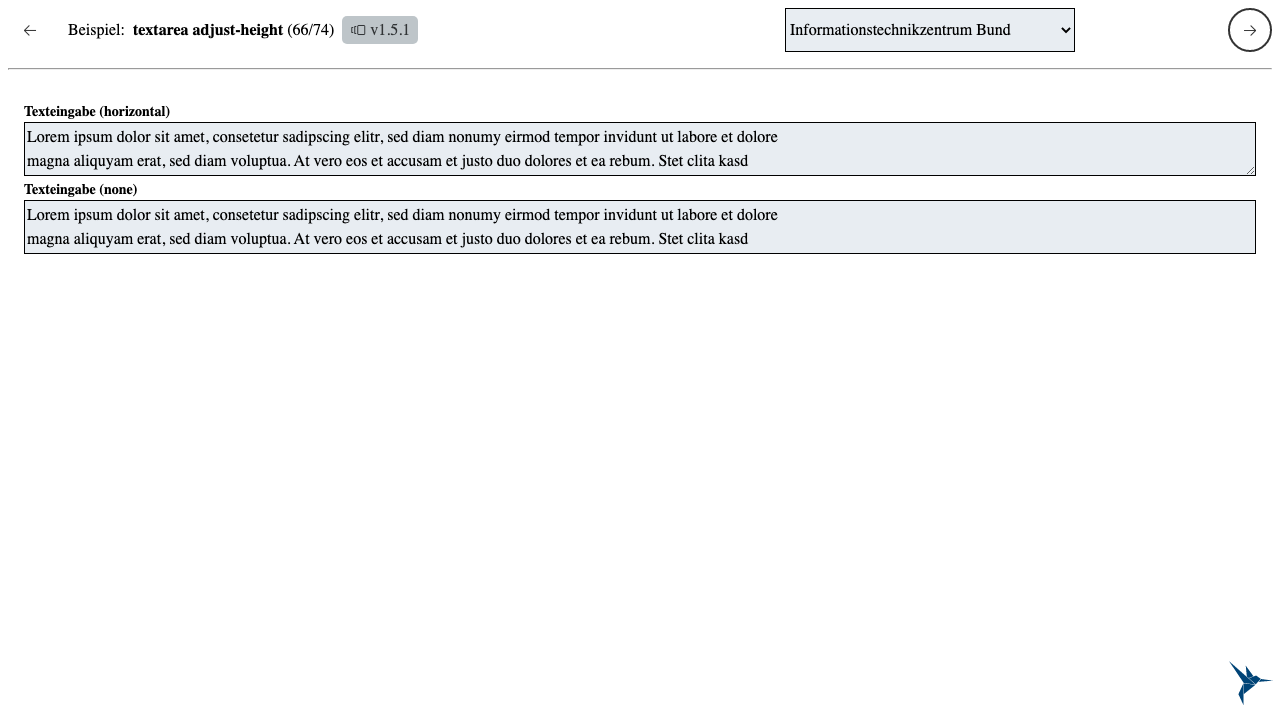 Beispiel: textarea adjust-height (66/74) v1.5.1 Informationstechnikzentrum Bund
Texteingabe (horizontal)
Lorem ipsum dolor sit amet, consetetur sadipscing elitr, sed diam nonumy eirmod tempor invidunt ut labore et dolore
magna aliquyam erat, sed diam voluptua. At vero eos et accusam et justo duo dolores et ea rebum. Stet clita kasd
Texteingabe (none)
Lorem ipsum dolor sit amet, consetetur sadipscing elitr, sed diam nonumy eirmod tempor invidunt ut labore et dolore
magna aliquyam erat, sed diam voluptua. At vero eos et accusam et justo duo dolores et ea rebum. Stet clita kasd